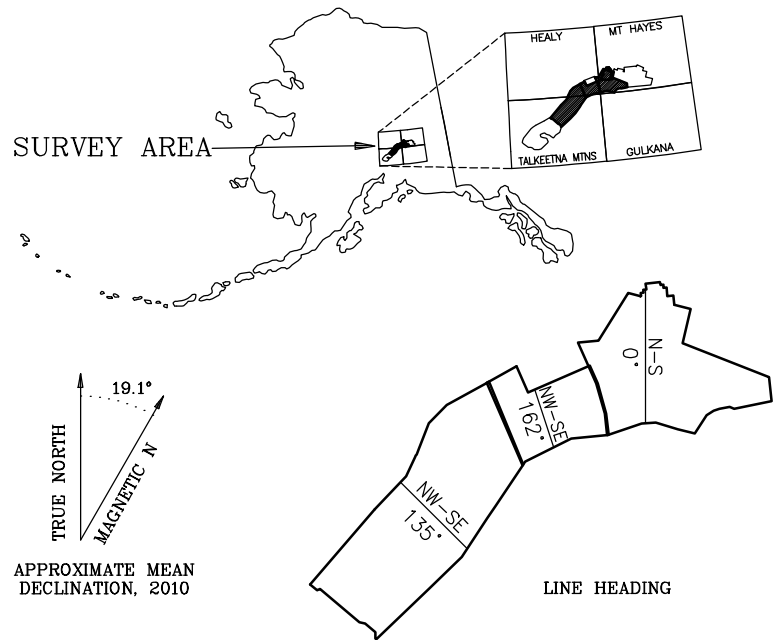 HEALY
MT HAYES
TALKEETNA MTNS
GULKANA
SURVEY AREA
19.1°
TRUE NORTH
MAGNETIC N
APPROXIMATE MEAN
DECLINATION, 2010
N-S
0°
NW-SE
162°
NW-SE
135°
LINE HEADING